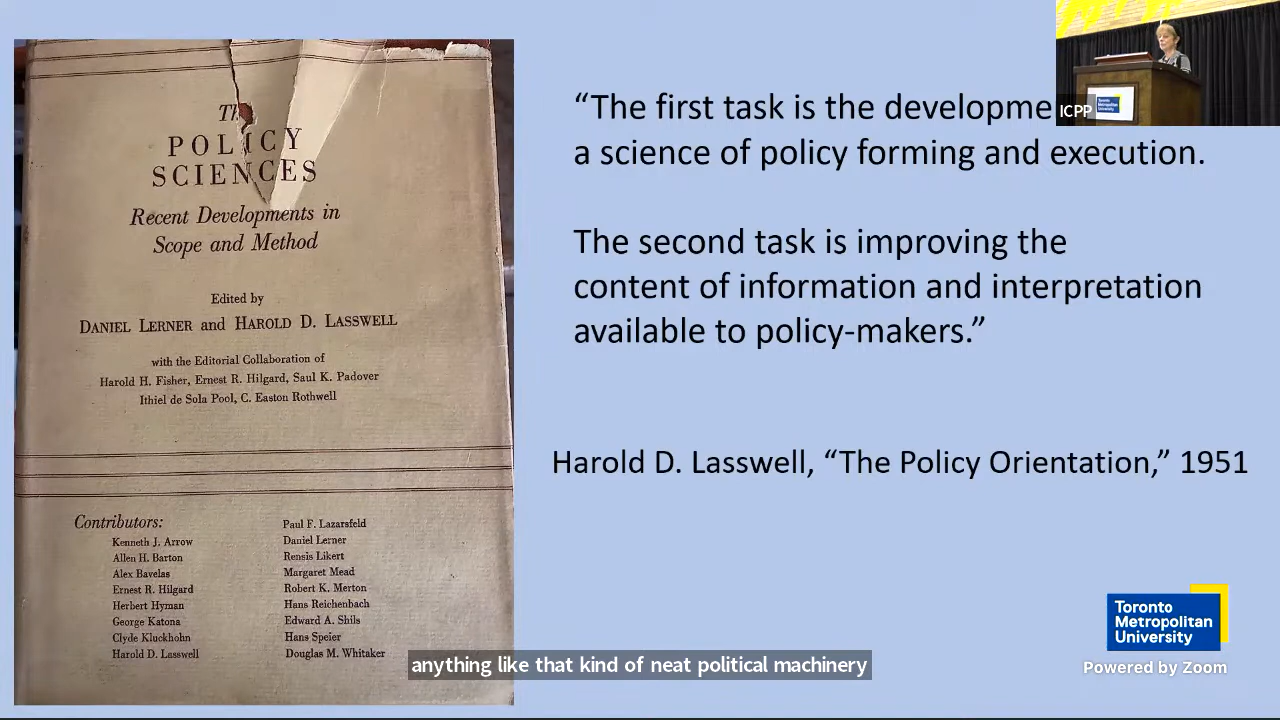 The
POLICY
SCIENCES
Recent Developments in
Scope and Method
Edited by
DANIEL LERNER and HAROLD D. LASSWELL
with the Editorial Collaboration of
Harold H. Fisher, Ernest R. Hilgard, Saul K. Padover
Ithiel de Sola Pool, C. Easton Rothwell
Contributors:
Kenneth J. Arrow
Allen H. Barton
Alex Bavelas
Ernest R. Hilgard
Herbert Hyman
George Katona
Clyde Kluckhohn
Harold D. Lasswell
Paul F. Lazarsfeld
Daniel Lerner
Rensis Likert
Margaret Mead
Robert K. Merton
Hans Reichenbach
Edward A. Shils
Hans Speier
Douglas M. Whitaker
“The first task is the developme
a science of policy forming and execution.
The second task is improving the
content of information and interpretation
available to policy-makers.”
Harold D. Lasswell, “The Policy Orientation,” 1951
ICPP
Toronto
Metropolitan
University
Toronto
Metropolitan
University
Powered by Zoom
anything like that kind of neat political machinery